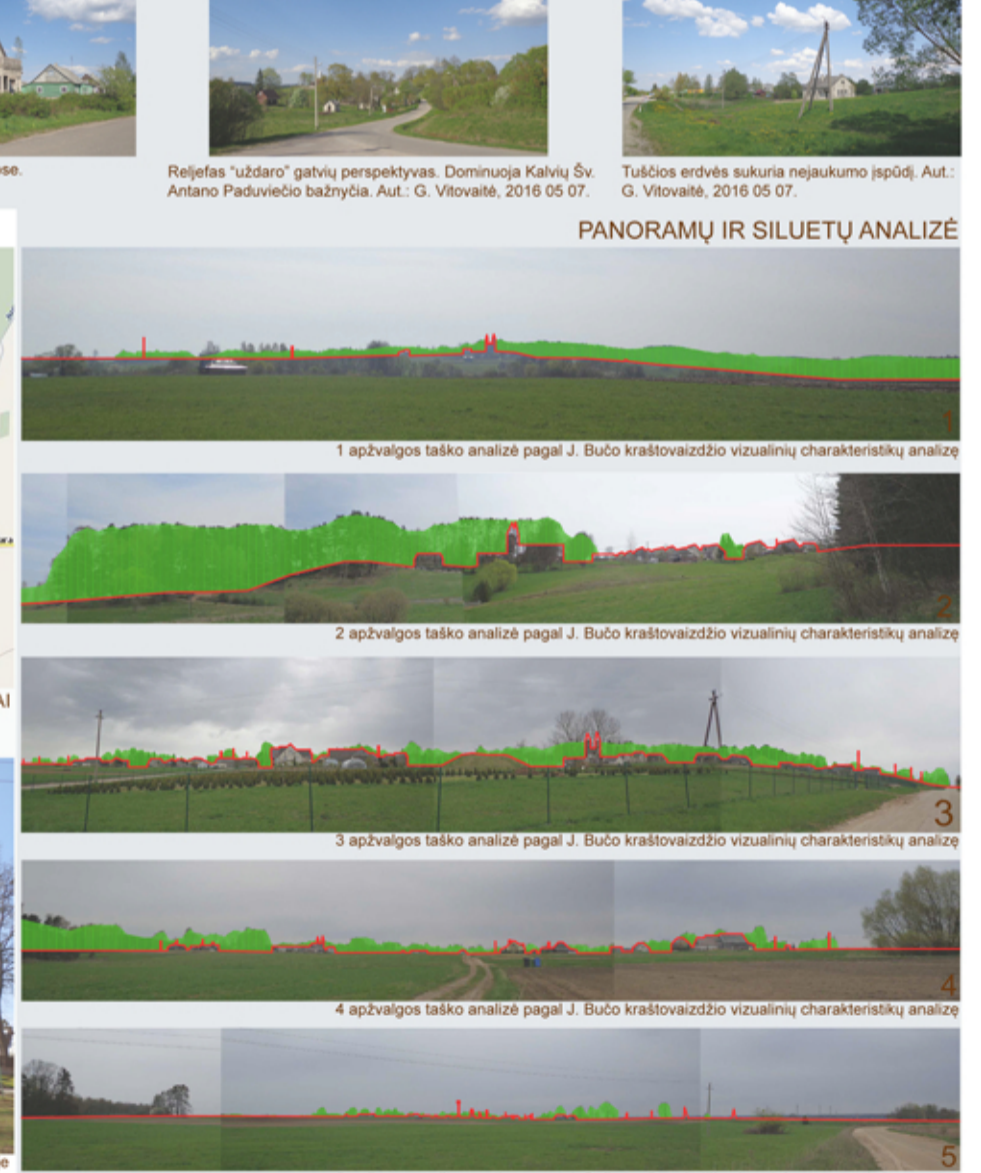 ose.
Reljefas "uždaro" gatvių perspektyvas. Dominuoja Kalvių Šv.
Antano Paduviečio bažnyčia. Aut.: G. Vitovaitė, 2016 05 07.
Tuščios erdvės sukuria nejaukumo įspūdį. Aut.:
G. Vitovaitė, 2016 05 07.
PANORAMŲ IR SILUETŲ ANALIZĖ
1
1 apžvalgos taško analizė pagal J. Bučo kraštovaizdžio vizualinių charakteristikų analizę
2
2 apžvalgos taško analizė pagal J. Bučo kraštovaizdžio vizualinių charakteristikų analizę
AI
3
3 apžvalgos taško analizė pagal J. Bučo kraštovaizdžio vizualinių charakteristikų analizę
4
4 apžvalgos taško analizė pagal J. Bučo kraštovaizdžio vizualinių charakteristikų analizę
5